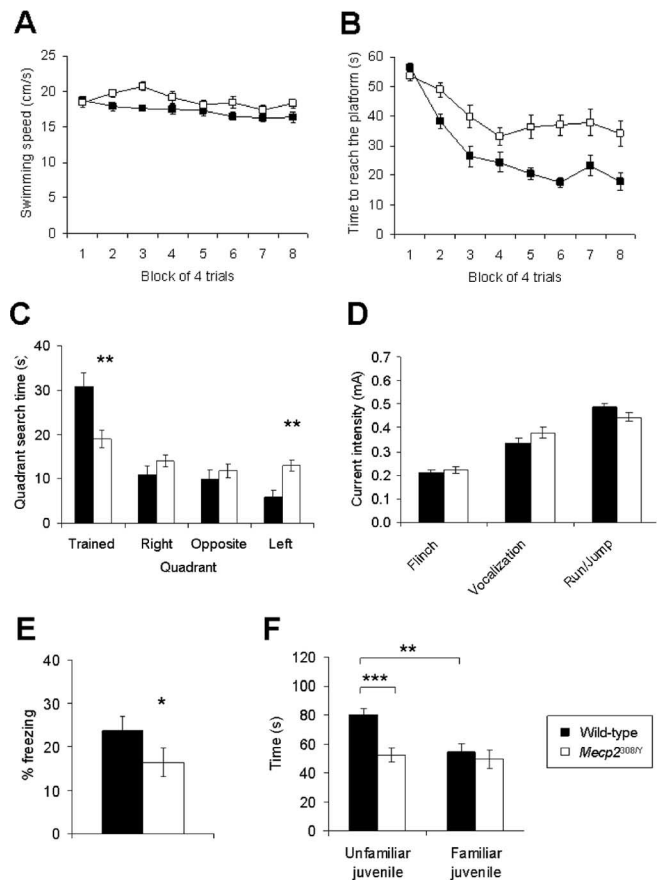 A
Swimming speed (cm/s)
25
20
15
10
5
0
1 2 3 4 5 6 7 8
Block of 4 trials
B
Time to reach the platform (s)
60
50
40
30
20
10
0
1 2 3 4 5 6 7 8
Block of 4 trials
C
Quadrant search time (s)
40
30
20
10
0
**
**
Trained Right Opposite Left
Quadrant
D
Current intensity (mA)
0.7
0.6
0.5
0.4
0.3
0.2
0.1
0.0
Flinch
Vocalization
Run/Jump
E
% freezing
40
30
20
10
0
*
F
Time (s)
120
100
80
60
40
20
0
**
***
Unfamiliar juvenile
Familiar juvenile
Wild-type
Mecp2308/Y